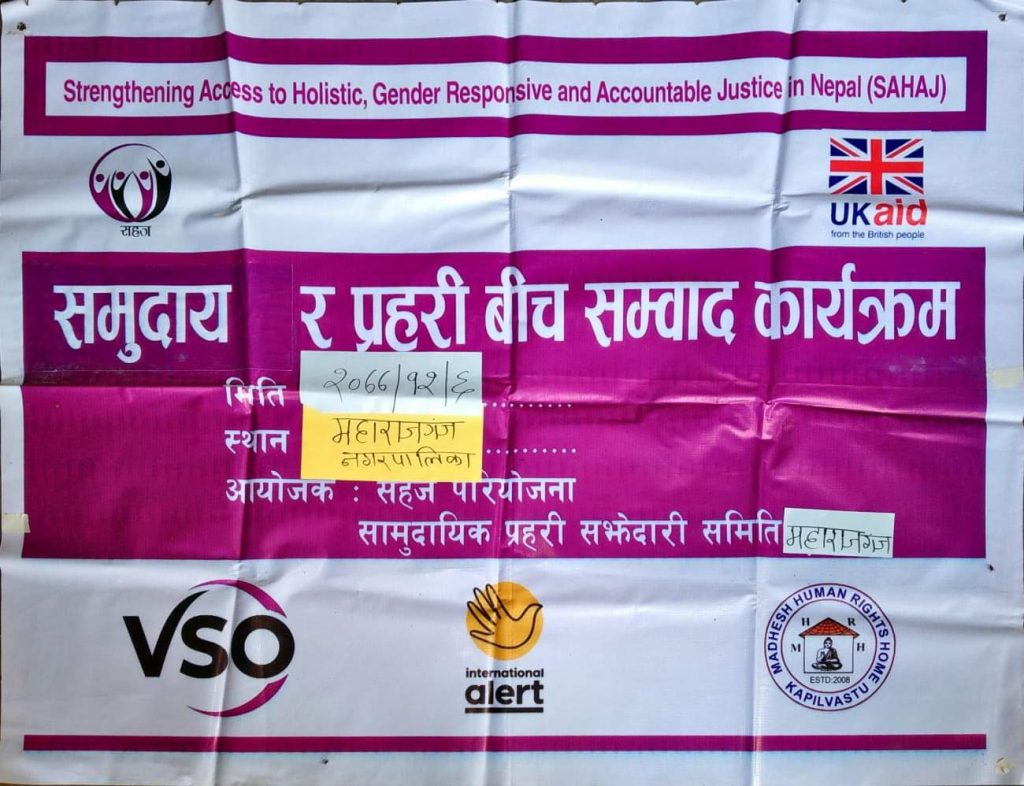 Strengthening Access to Holistic, Gender Responsive and Accountable Justice in Nepal (SAHAJ)
सहज
UKaid
from the British people
समुदाय र प्रहरी बीच सम्वाद कार्यक्रम
मिति २०७७/१२/६ ............
स्थान महाराजगंज ............
नगरपालिका
आयोजक : सहज परियोजना
सामुदायिक प्रहरी सझेदारी समिति महाराजगंज
VSO
international
alert
MADHESH HUMAN RIGHTS HOME
H R
M H
ESTD:2008
KAPILVASTU